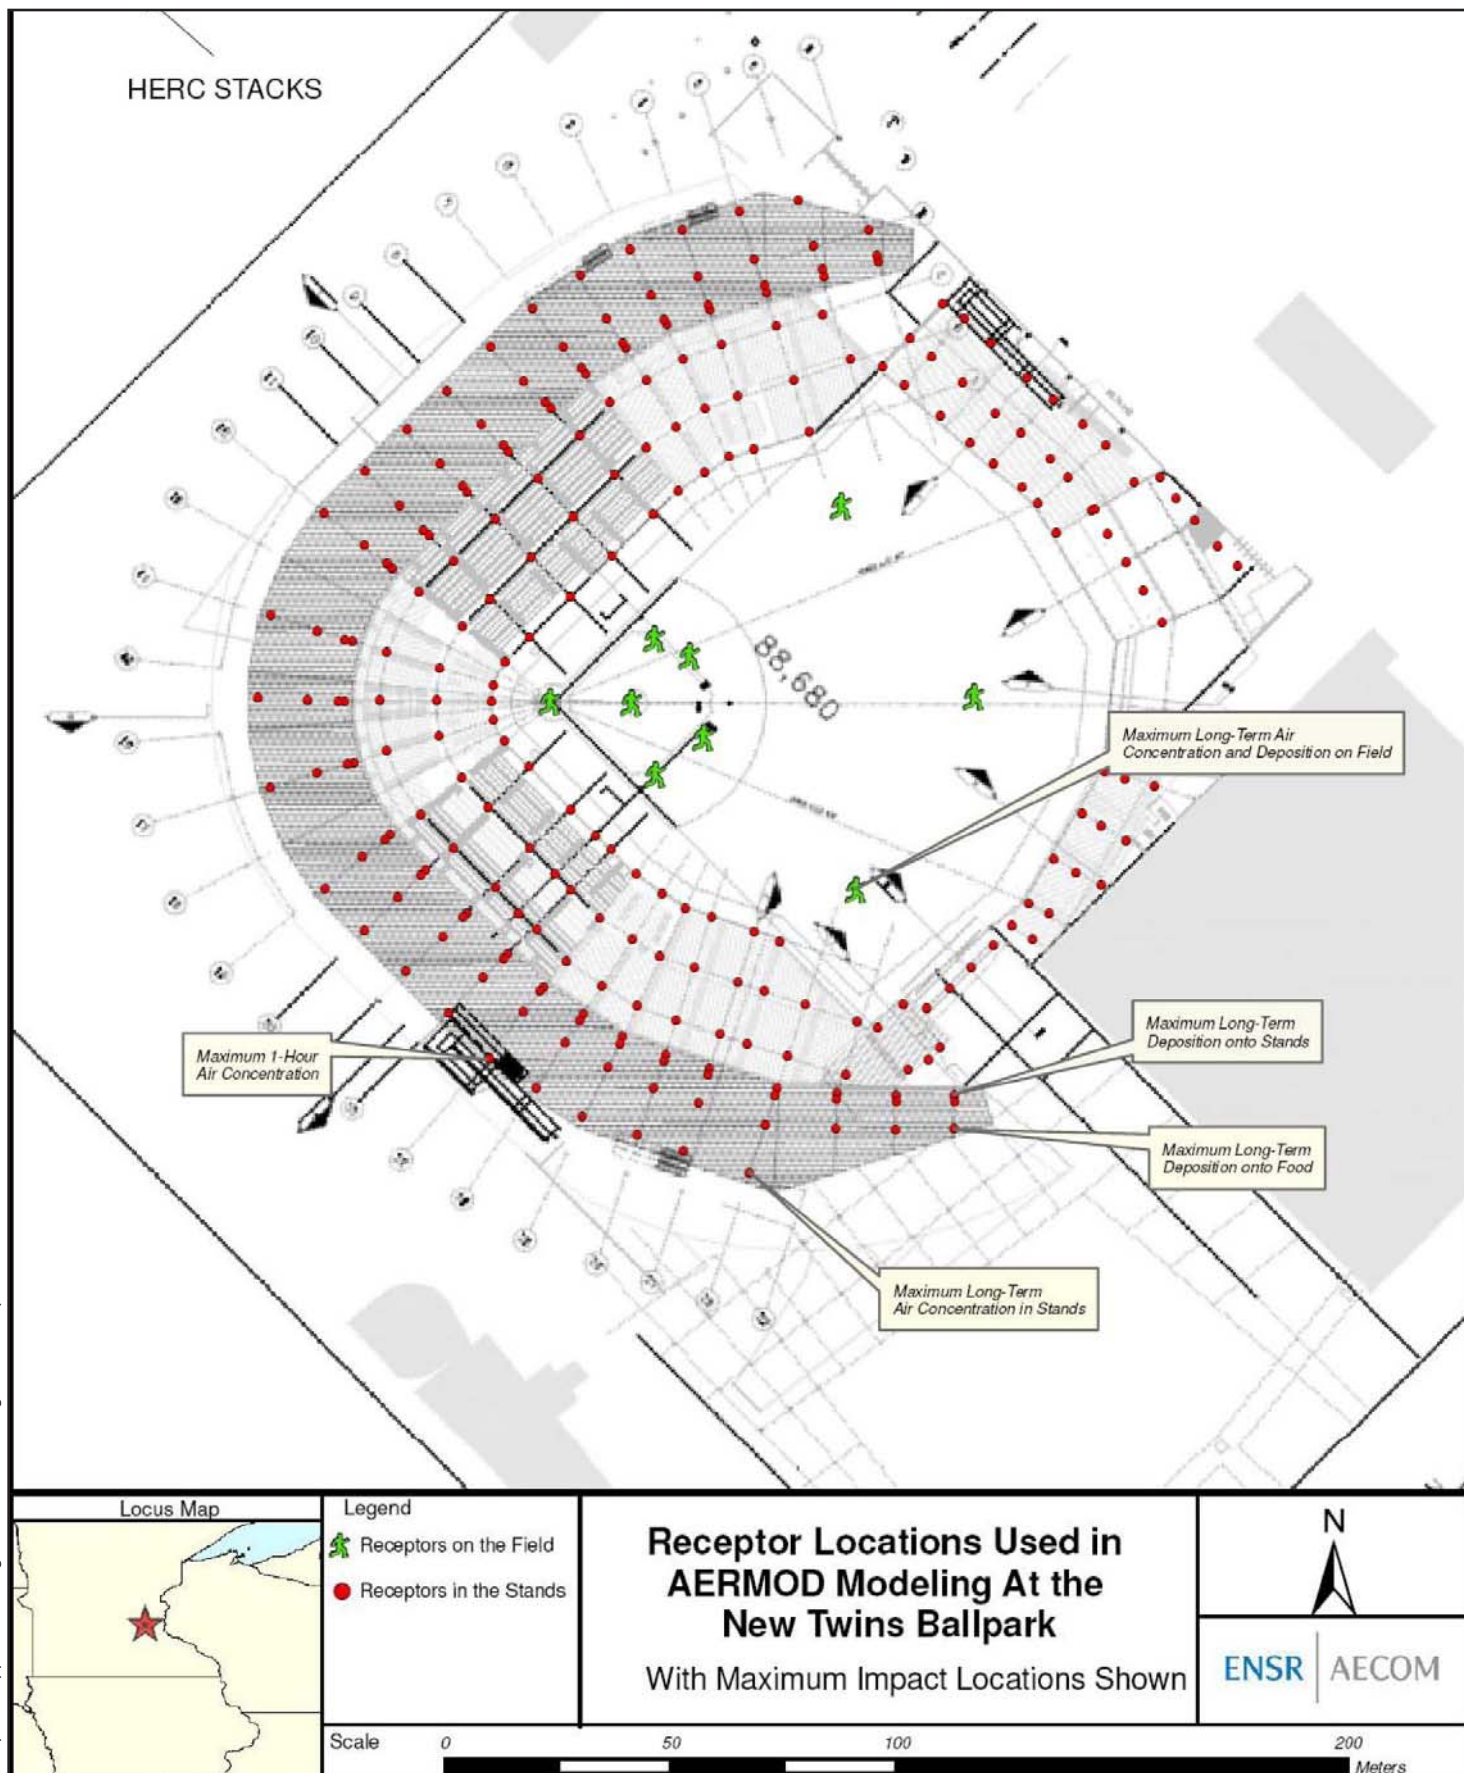 HERC STACKS
88,680
Maximum Long-Term Air
Concentration and Deposition on Field
Maximum Long-Term
Deposition onto Stands
Maximum 1-Hour
Air Concentration
Maximum Long-Term
Deposition onto Food
Maximum Long-Term
Air Concentration in Stands
Locus Map
Legend
Receptors on the Field
Receptors in the Stands
Receptor Locations Used in
AERMOD Modeling At the
New Twins Ballpark
With Maximum Impact Locations Shown
N
ENSR AECOM
Scale 0 50 100 200
Meters